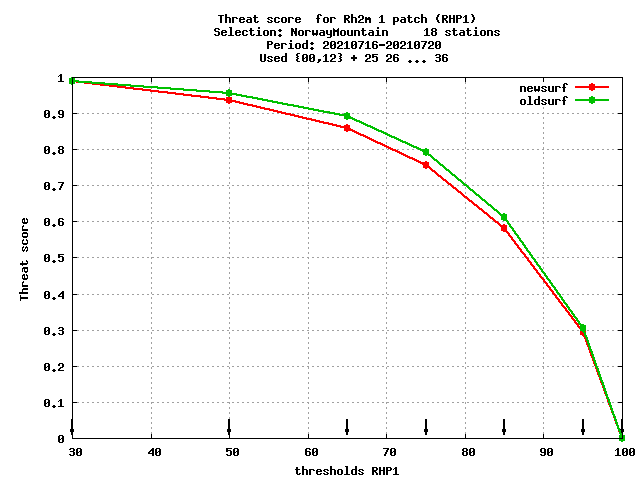 Threat score  for Rh2m 1 patch (RHP1)
Selection: NorwayMountain     18 stations
Period: 20210716-20210720
Used {00,12} + 25 26 ... 36
newsurf
oldsurf
1
0.9
0.8
0.7
0.6
0.5
0.4
0.3
0.2
0.1
0
Threat score
30 40 50 60 70 80 90 100
thresholds RHP1